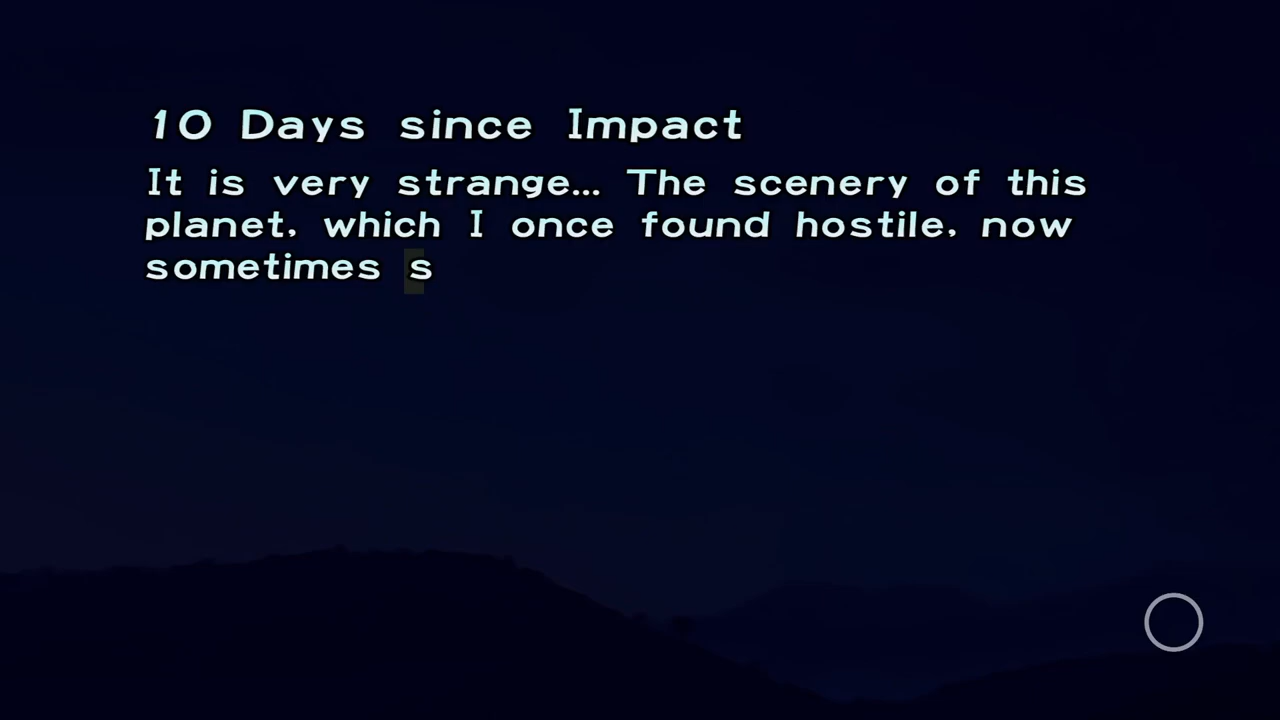 10 Days since Impact
It is very strange... The scenery of this
planet, which I once found hostile, now
sometimes s